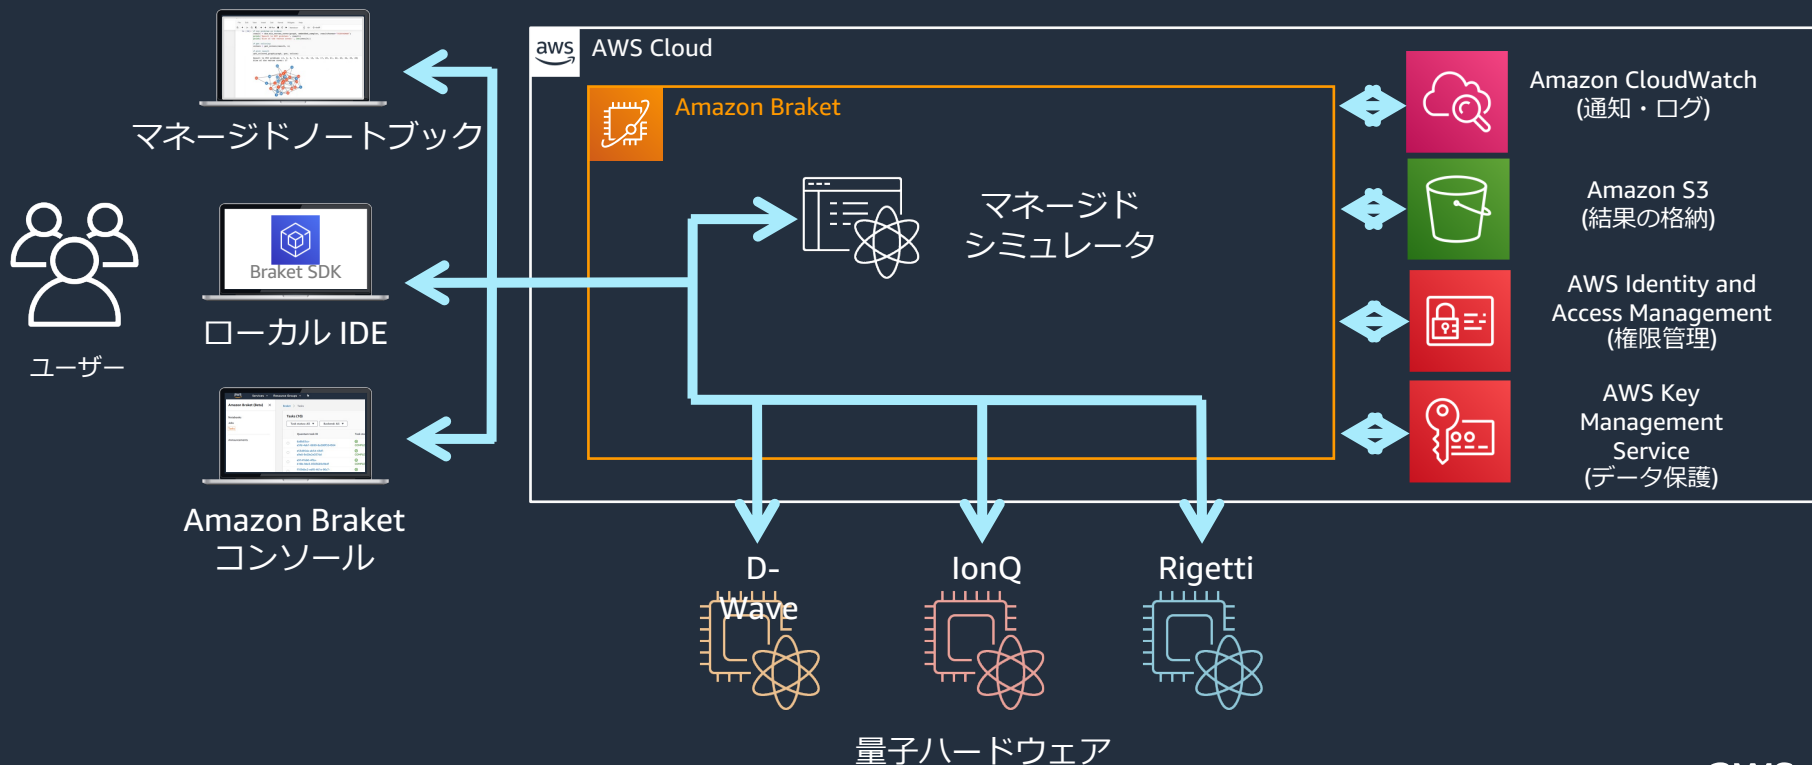 マネージドノートブック
ユーザー
Braket SDK
ローカル IDE
Amazon Braket
コンソール
aws
AWS Cloud
Amazon Braket
マネージド
シミュレータ
Amazon CloudWatch
(通知・ログ)
Amazon S3
(結果の格納)
AWS Identity and
Access Management
(権限管理)
AWS Key
Management
Service
(データ保護)
D-
Wave
IonQ
Rigetti
量子ハードウェア